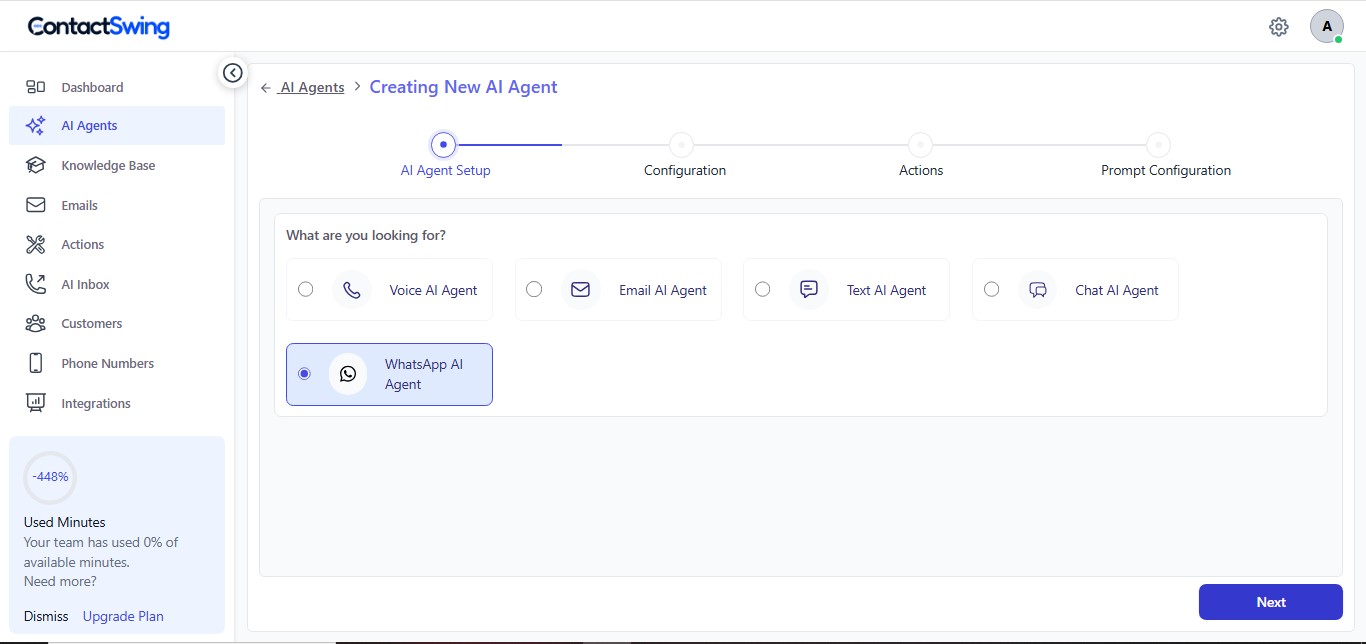 ContactSwing
A
Dashboard
AI Agents
Knowledge Base
Emails
Actions
AI Inbox
Customers
Phone Numbers
Integrations
-448%
Used Minutes
Your team has used 0% of
available minutes.
Need more?
Dismiss Upgrade Plan
AI Agents > Creating New AI Agent
AI Agent Setup
Configuration
Actions
Prompt Configuration
What are you looking for?
Voice AI Agent
Email AI Agent
Text AI Agent
Chat AI Agent
WhatsApp AI
Agent
Next